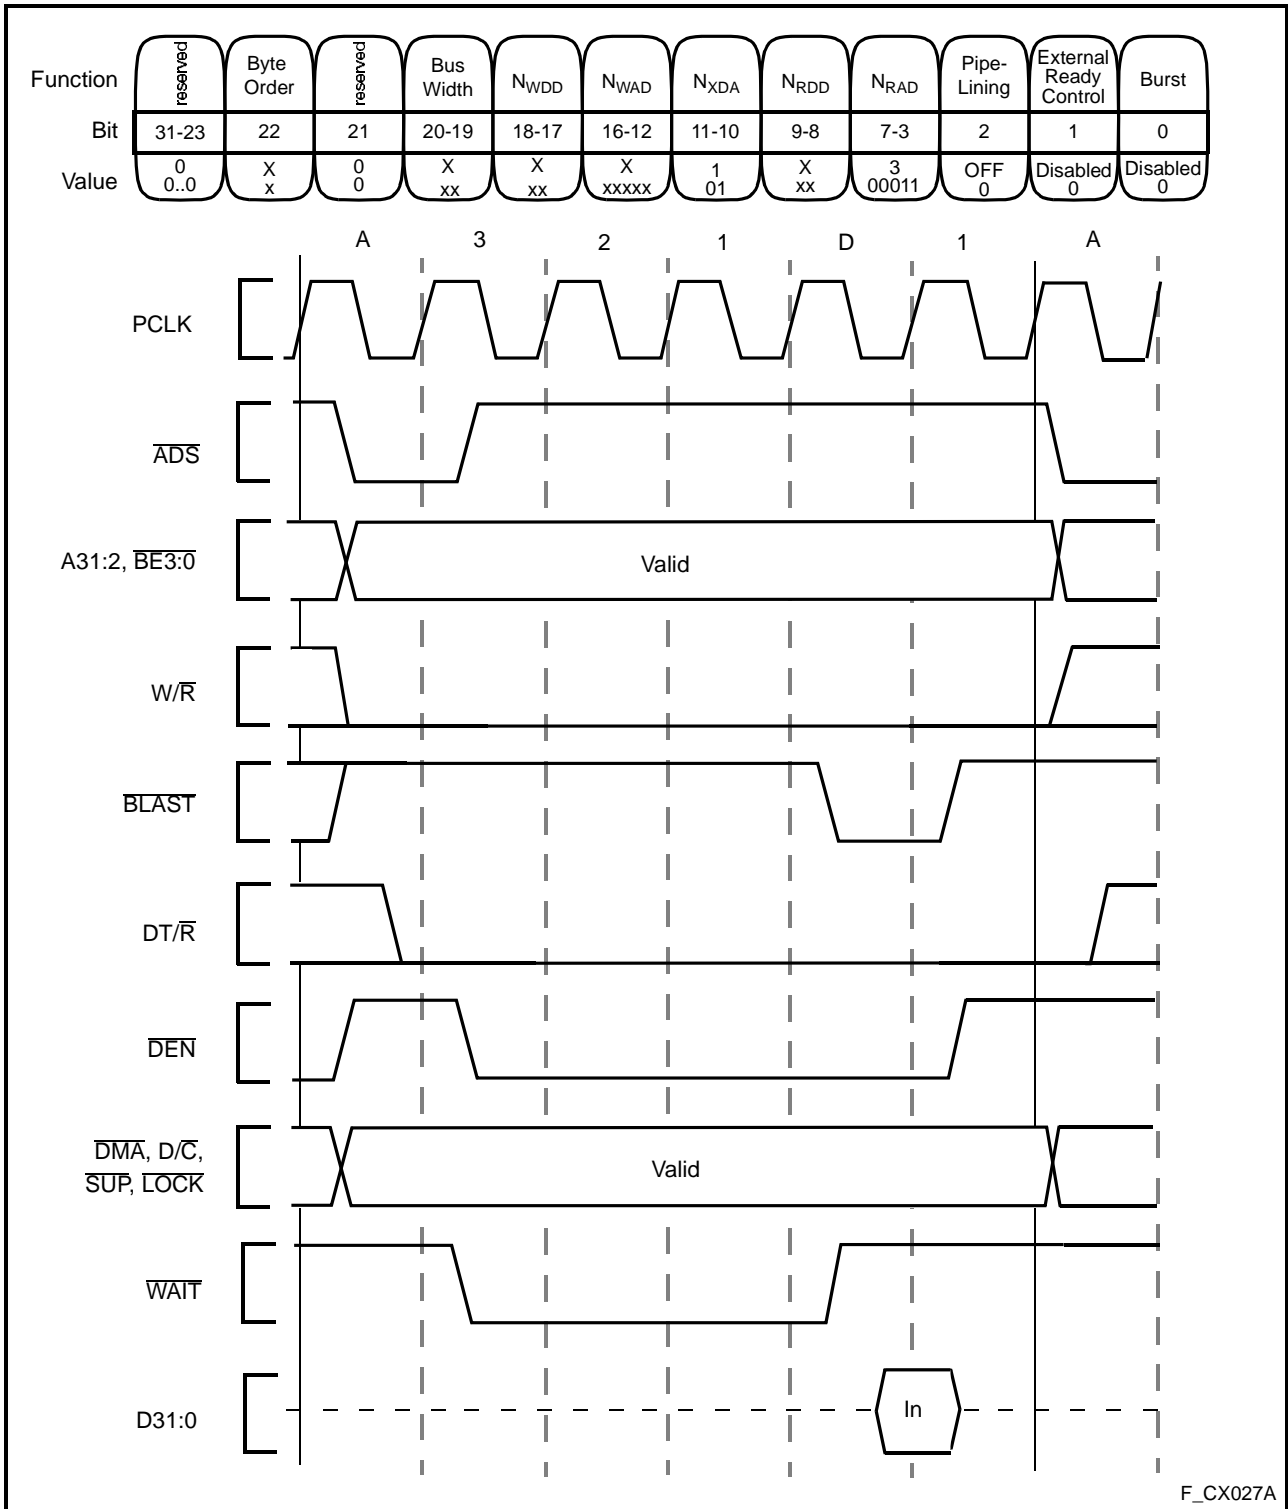 Function reserved Byte Order reserved Bus Width NWDD NWAD NXDA NRDD NRAD Pipe-Lining External Ready Control Burst
Bit 31-23 22 21 20-19 18-17 16-12 11-10 9-8 7-3 2 1 0
Value 0 X 0 X X X 1 X 3 OFF Disabled Disabled
0..0 x 0 xx xx xxxxx 01 xx 00011 0 0 0
A 3 2 1 D 1 A
PCLK
ADS
A31:2, BE3:0 Valid
W/R
BLAST
DT/R
DEN
DMA, D/C,
SUP, LOCK Valid
WAIT
D31:0 In
F_CX027A